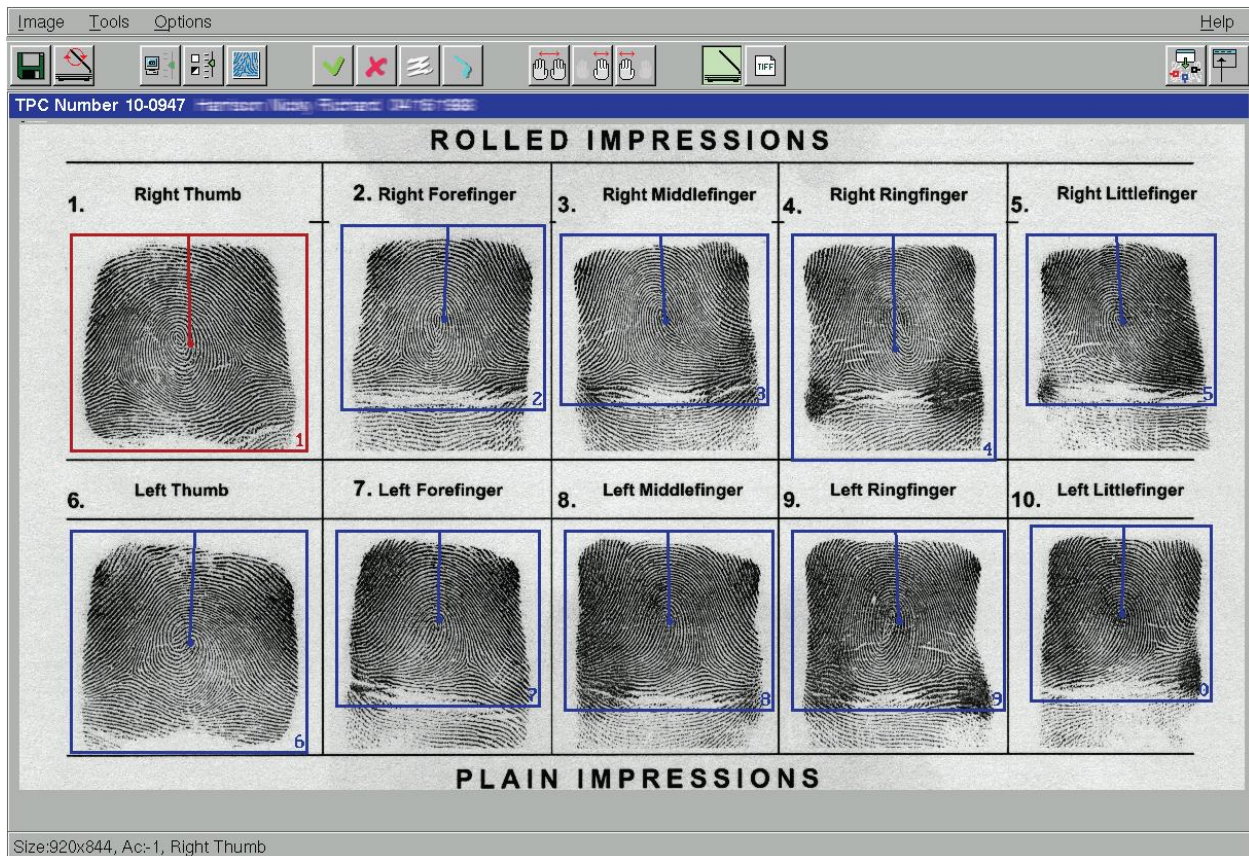 Image Tools Options Help
TIFF
TPC Number 10-0947
ROLLED IMPRESSIONS
1. Right Thumb 2. Right Forefinger 3. Right Middlefinger 4. Right Ringfinger 5. Right Littlefinger
1 2 3 4 5
6. Left Thumb 7. Left Forefinger 8. Left Middlefinger 9. Left Ringfinger 10. Left Littlefinger
6 7 8 9 0
PLAIN IMPRESSIONS
Size:920x844, Ac:-1, Right Thumb